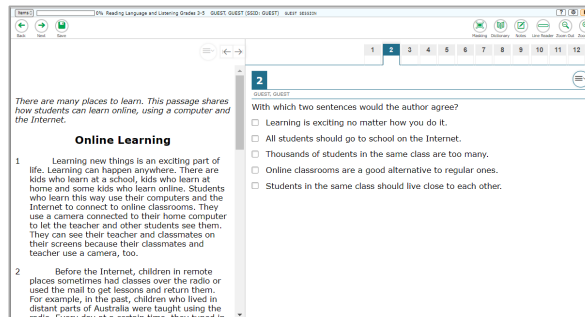 Items
0% Reading Language and Listening Grades 3-5 GUEST, GUEST (SSID: GUEST) GUEST SESSION
Back Next Save
Masking Dictionary Notes Line Reader Zoom Out
1 2 3 4 5 6 7 8 9 10 11 12
There are many places to learn. This passage shares
how students can learn online, using a computer and
the Internet.
Online Learning
1 Learning new things is an exciting part of
life. Learning can happen anywhere. There are
kids who learn at a school, kids who learn at
home and some kids who learn online. Students
who learn this way use their computers and the
Internet to connect to online classrooms. They
use a camera connected to their home computer
to let the teacher and other students see them.
They can see their teacher and classmates on
their screens because their classmates and
teacher use a camera, too.
2 Before the Internet, children in remote
places sometimes had classes over the radio or
used the mail to get lessons and return them.
For example, in the past, children who lived in
distant parts of Australia were taught using the
2
GUEST, GUEST
With which two sentences would the author agree?
Learning is exciting no matter how you do it.
All students should go to school on the Internet.
Thousands of students in the same class are too many.
Online classrooms are a good alternative to regular ones.
Students in the same class should live close to each other.